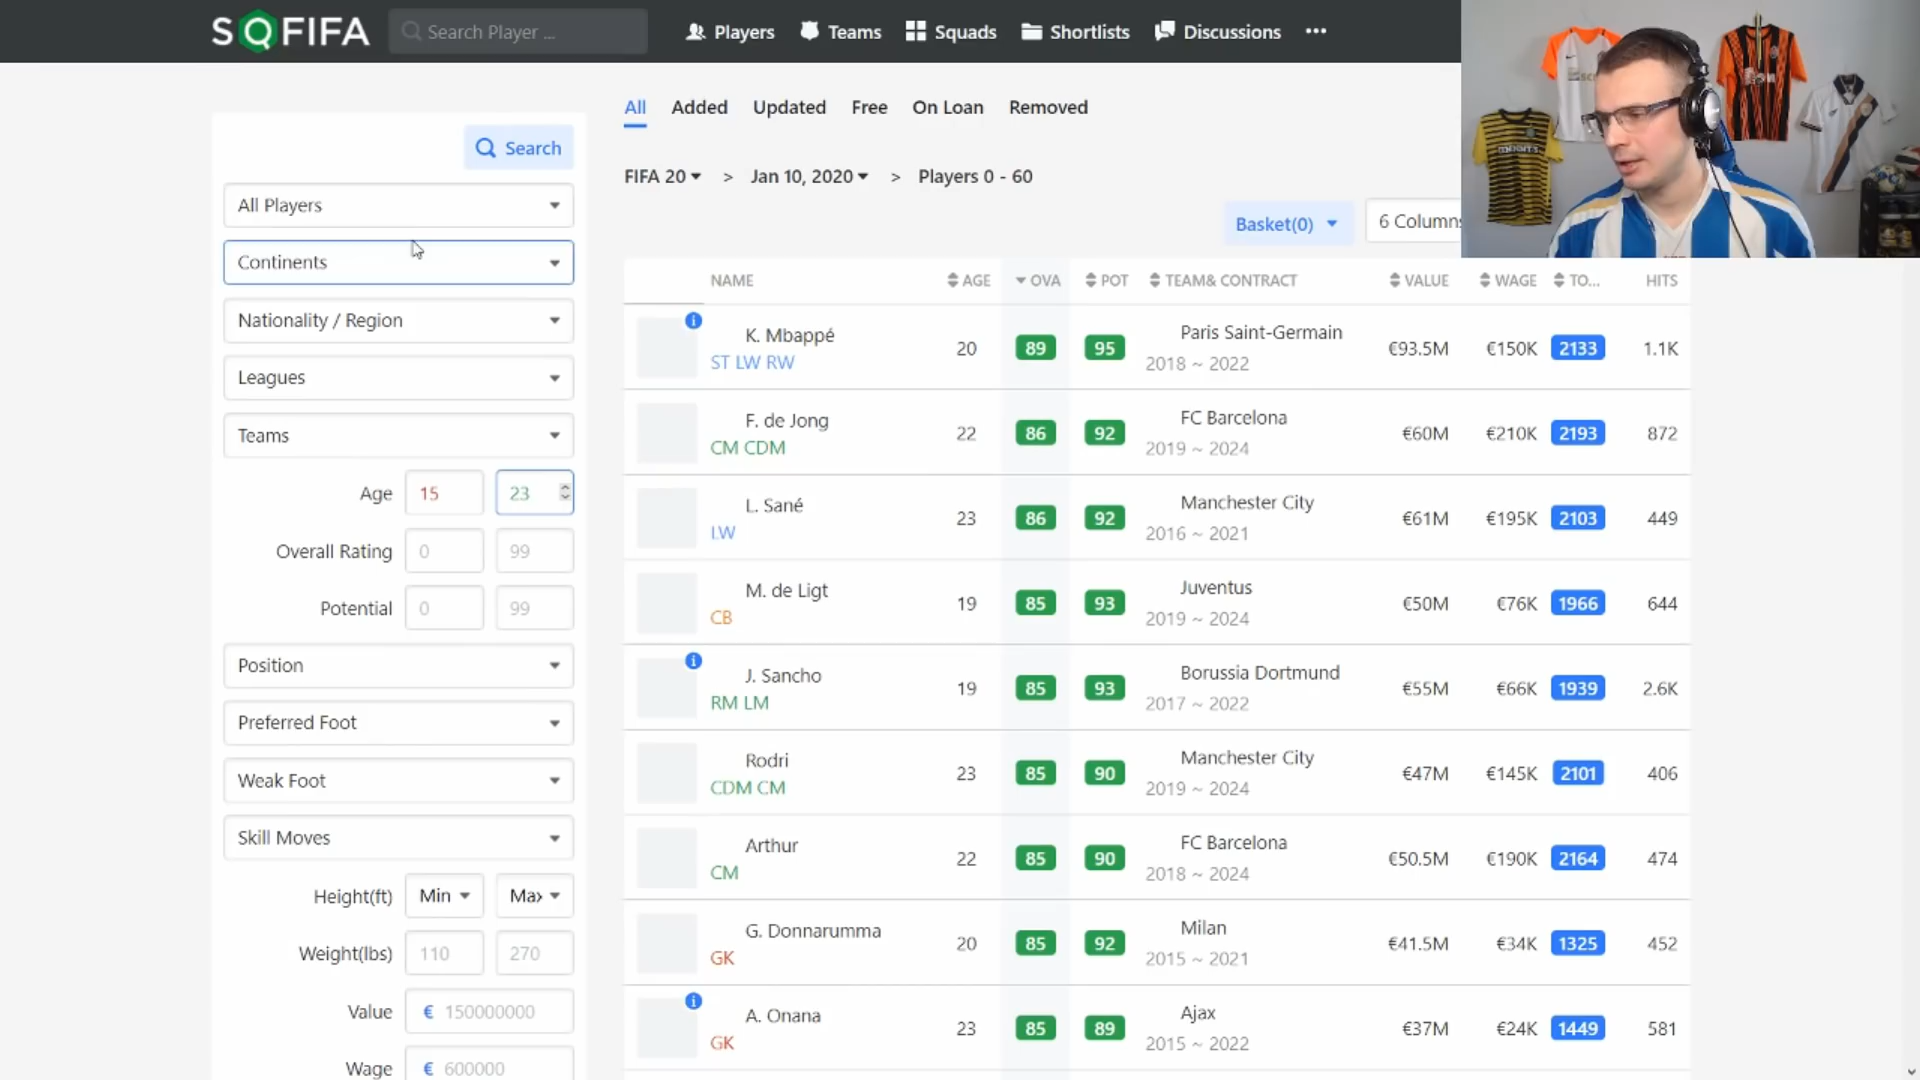 SOFIFA
Search Player ...
Players
Teams
Squads
Shortlists
Discussions
All
Added
Updated
Free
On Loan
Removed
Search
FIFA 20 > Jan 10, 2020 > Players 0 - 60
Basket(0)
6 Columns
All Players
Continents
Nationality / Region
Leagues
Teams
Age 15 23
Overall Rating 0 99
Potential 0 99
Position
Preferred Foot
Weak Foot
Skill Moves
Height(ft) Min Max
Weight(lbs) 110 270
Value € 150000000
Wage € 600000
NAME AGE OVA POT TEAM& CONTRACT VALUE WAGE TO... HITS
K. Mbappé 20 89 95 Paris Saint-Germain €93.5M €150K 2133 1.1K
ST LW RW 2018 ~ 2022
F. de Jong 22 86 92 FC Barcelona €60M €210K 2193 872
CM CDM 2019 ~ 2024
L. Sané 23 86 92 Manchester City €61M €195K 2103 449
LW 2016 ~ 2021
M. de Ligt 19 85 93 Juventus €50M €76K 1966 644
CB 2019 ~ 2024
J. Sancho 19 85 93 Borussia Dortmund €55M €66K 1939 2.6K
RM LM 2017 ~ 2022
Rodri 23 85 90 Manchester City €47M €145K 2101 406
CDM CM 2019 ~ 2024
Arthur 22 85 90 FC Barcelona €50.5M €190K 2164 474
CM 2018 ~ 2024
G. Donnarumma 20 85 92 Milan €41.5M €34K 1325 452
GK 2015 ~ 2021
A. Onana 23 85 89 Ajax €37M €24K 1449 581
GK 2015 ~ 2022